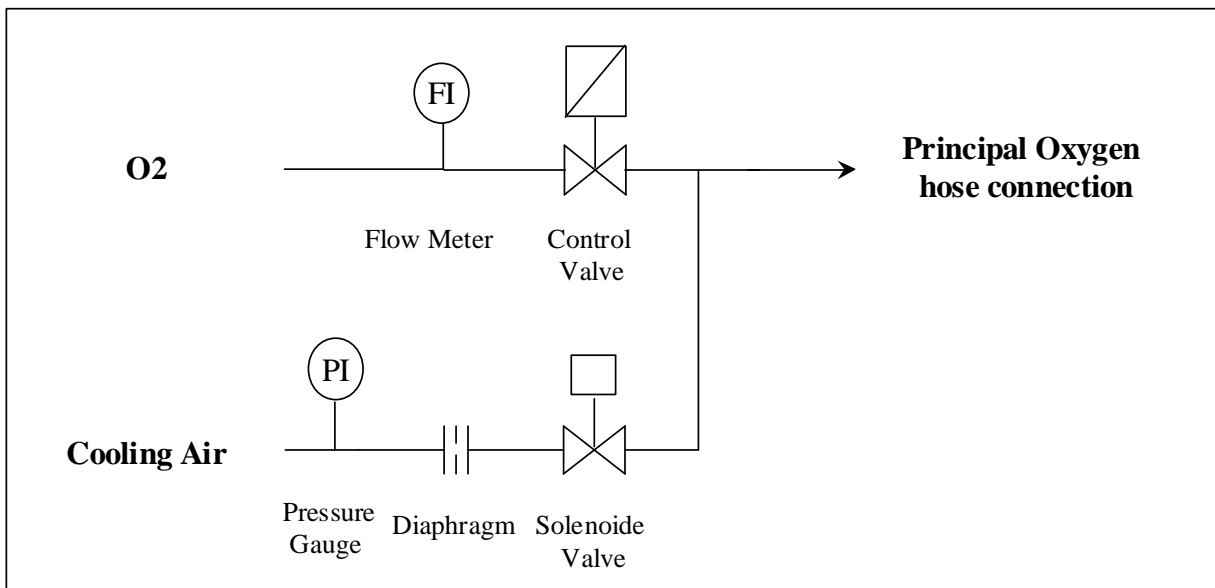 FI
O2
Principal Oxygen
hose connection
Flow Meter
Control
Valve
PI
Cooling Air
Pressure
Gauge
Diaphragm
Solenoide
Valve